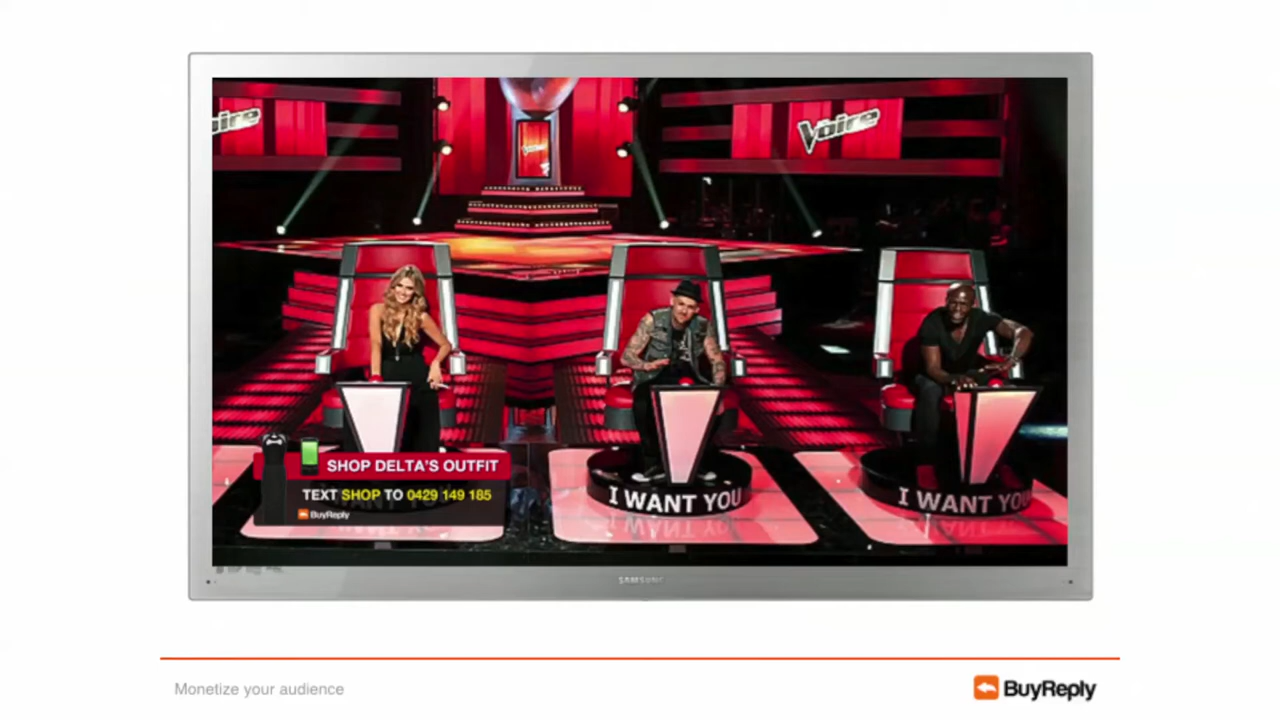 Voice
Voice
SHOP DELTA'S OUTFIT
TEXT SHOP TO 0429 149 185
BuyReply
I WANT YOU
I WANT YOU
SAMSUNG
Monetize your audience
BuyReply